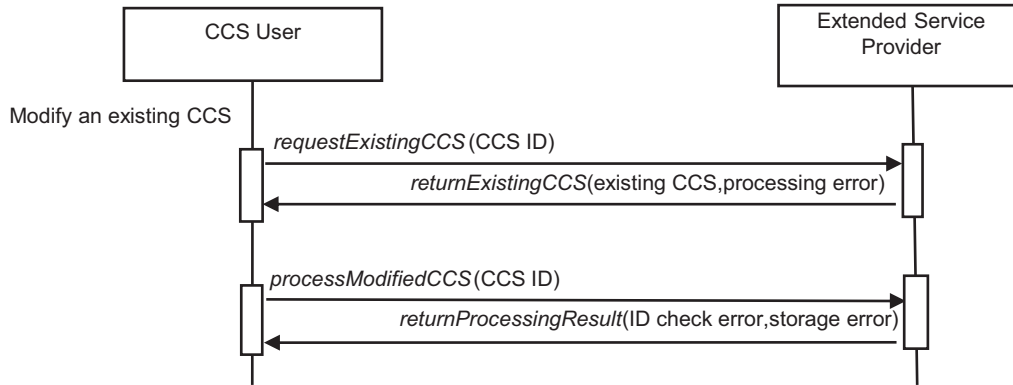 CCS User
Extended Service
Provider
Modify an existing CCS
requestExistingCCS(CCS ID)
returnExistingCCS(existing CCS,processing error)
processModifiedCCS(CCS ID)
returnProcessingResult(ID check error,storage error)